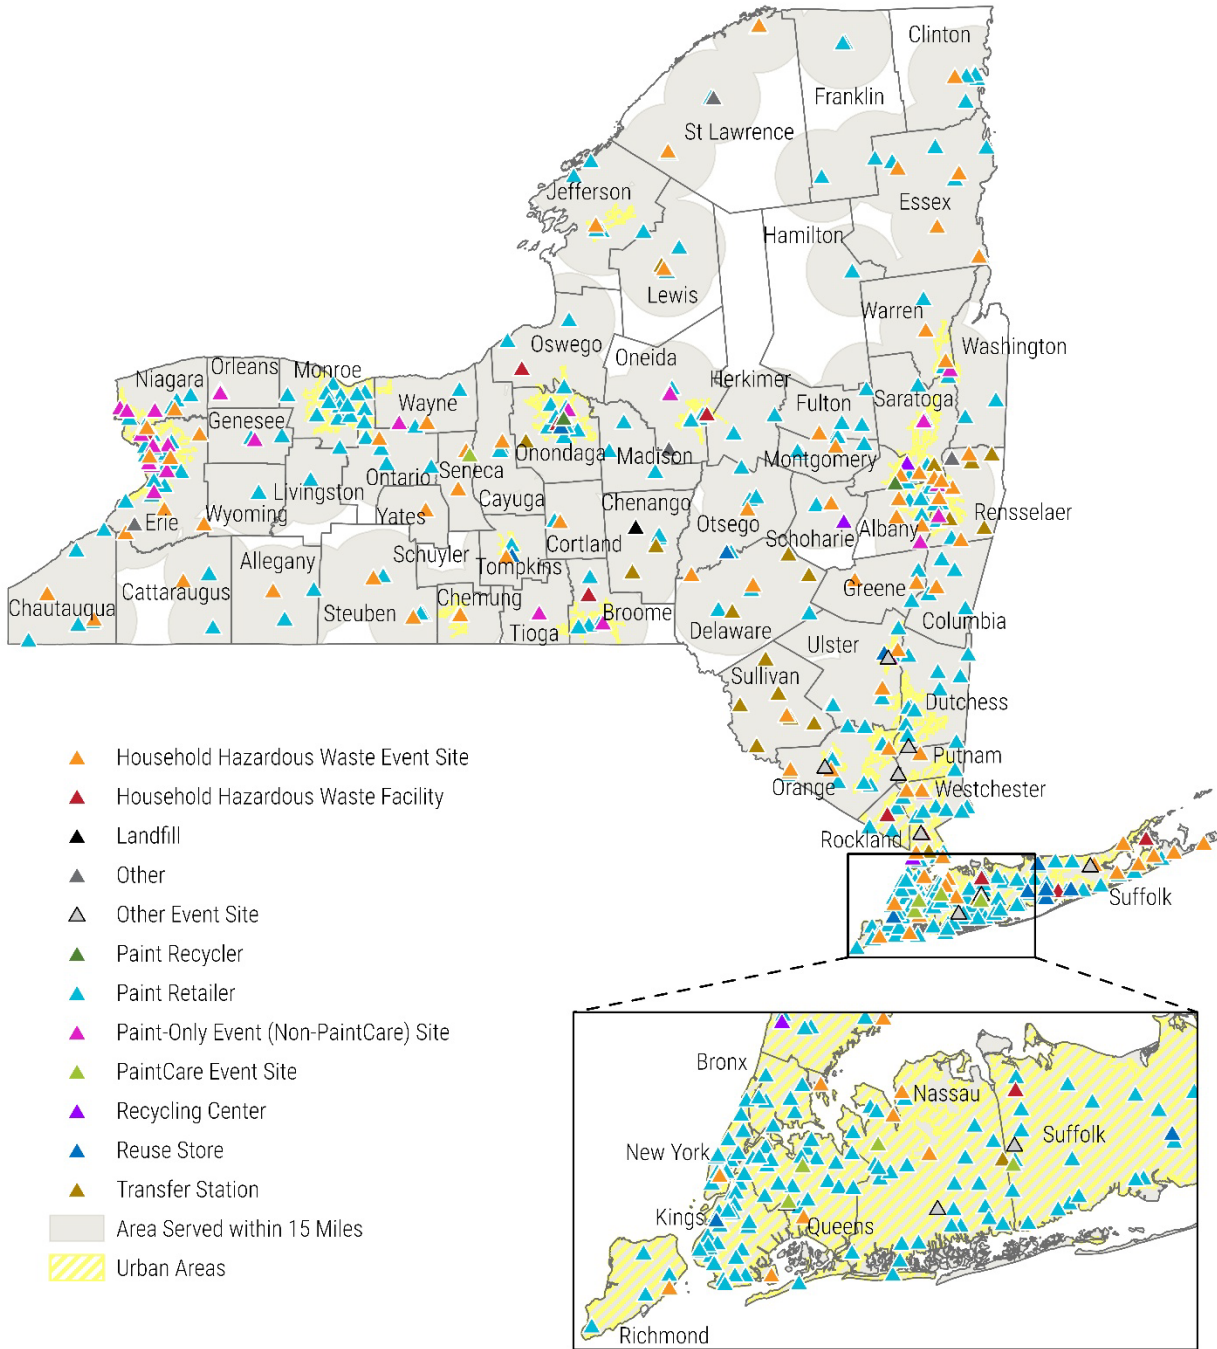 Clinton
Franklin
St Lawrence
Jefferson
Essex
Hamilton
Lewis
Warren
Oswego
Oneida
Washington
Orleans
Monroe
Niagara
Herkimer
Wayne
Fulton
Saratoga
Genesee
Onondaga
Madison
Montgomery
Seneca
Ontario
Livingston
Cayuga
Chenango
Wyoming
Erie
Yates
Otsego
Rensselaer
Albany
Schoharie
Cortland
Schuyler
Allegany
Tompkins
Cattaraugus
Greene
Chautauqua
Chemung
Steuben
Broome
Tioga
Columbia
Delaware
Ulster
Sullivan
Dutchess
Putnam
Orange
Westchester
Rockland
Suffolk
Household Hazardous Waste Event Site
Household Hazardous Waste Facility
Landfill
Other
Other Event Site
Paint Recycler
Paint Retailer
Paint-Only Event (Non-PaintCare) Site
PaintCare Event Site
Recycling Center
Reuse Store
Transfer Station
Area Served within 15 Miles
Urban Areas
Bronx
Nassau
Suffolk
New York
Kings
Queens
Richmond